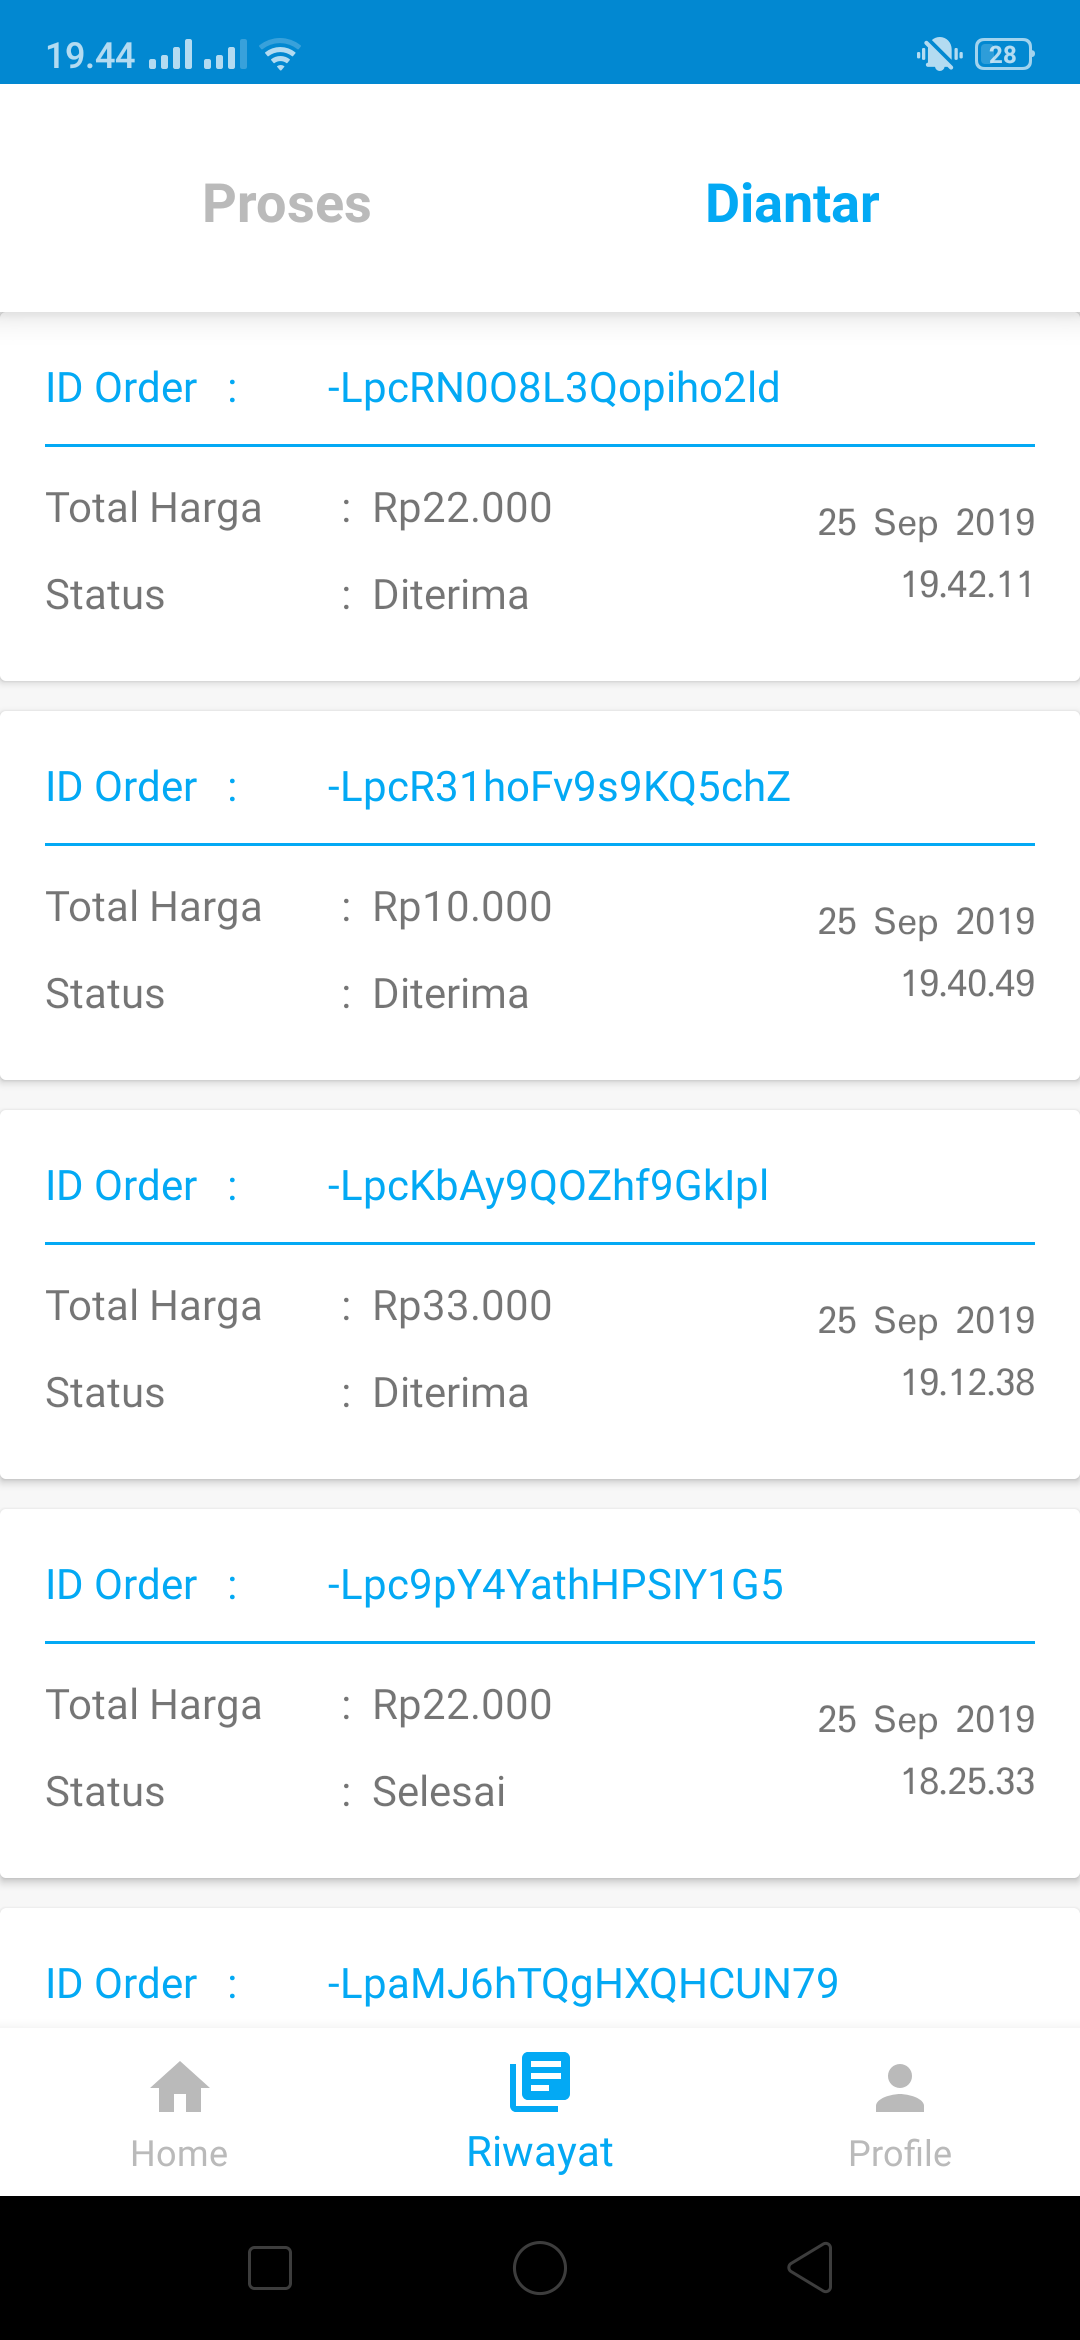 19.44 28
Proses Diantar
ID Order : -LpcRN0O8L3Qopiho2ld
Total Harga : Rp22.000
25 Sep 2019
Status : Diterima
19.42.11
ID Order : -LpcR31hoFv9s9KQ5chZ
Total Harga : Rp10.000
25 Sep 2019
Status : Diterima
19.40.49
ID Order : -LpcKbAy9QOZhf9GkIpl
Total Harga : Rp33.000
25 Sep 2019
Status : Diterima
19.12.38
ID Order : -Lpc9pY4YathHPSIY1G5
Total Harga : Rp22.000
25 Sep 2019
Status : Selesai
18.25.33
ID Order : -LpaMJ6hTQgHXQHCUN79
Home Riwayat Profile